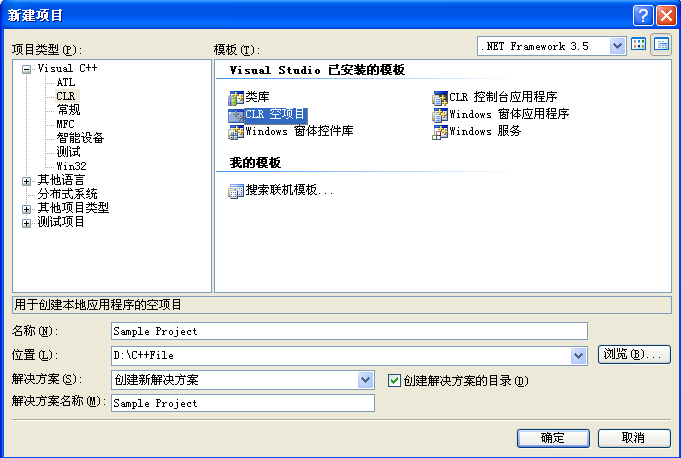 新建项目
项目类型(P):
模板(T):
.NET Framework 3.5
Visual C++
ATL
CLR
常规
MFC
智能设备
测试
Win32
其他语言
分布式系统
其他项目类型
测试项目
Visual Studio 已安装的模板
类库
CLR 控制台应用程序
CLR 空项目
Windows 窗体应用程序
Windows 窗体控件库
Windows 服务
我的模板
搜索联机模板...
用于创建本地应用程序的空项目
名称(N):
Sample Project
位置(L):
D:\C++File
浏览(B)...
解决方案(S):
创建新解决方案
创建解决方案的目录(D)
解决方案名称(M):
Sample Project
确定
取消